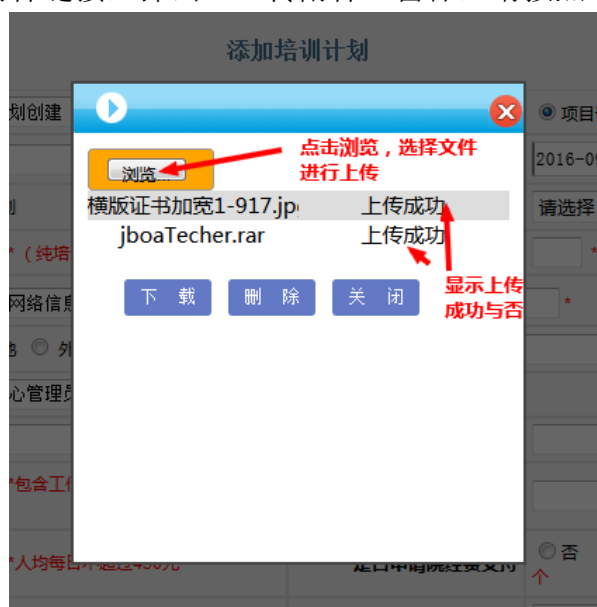 添加培训计划
划创建
项目
2016-09
请选择
*（纯培
*
网络信息
*
外
心管理员
*包含工作
*人均每日不超过450元
是否申请院经费支付
否
个
浏览...
点击浏览，选择文件
进行上传
横版证书加宽1-917.jp
上传成功
jboaTecher.rar
上传成功
显示上传
成功与否
下 载
删 除
关 闭